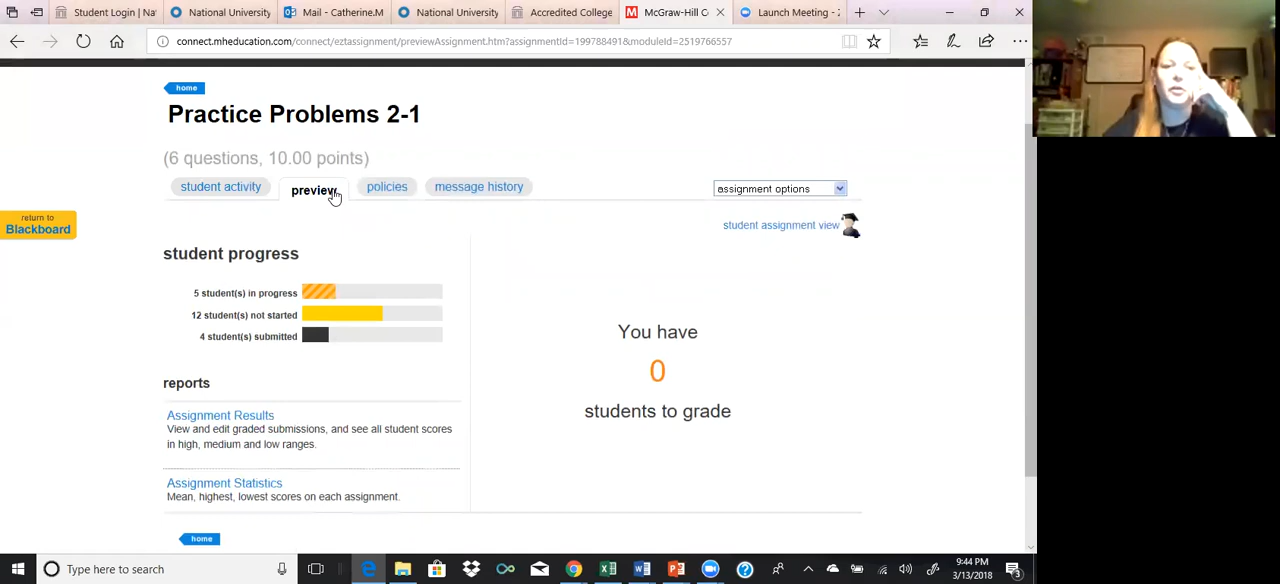 Student Login | Na
National University
Mail - Catherine.M
National University
Accredited College
McGraw-Hill Co
Launch Meeting - Z
connect.mheducation.com/connect/eztassignment/previewAssignment.htm?assignmentId=199788491&moduleId=2519766557
home
Practice Problems 2-1
(6 questions, 10.00 points)
student activity
preview
policies
message history
assignment options
return to
Blackboard
student assignment view
student progress
5 student(s) in progress
12 student(s) not started
4 student(s) submitted
You have
0
students to grade
reports
Assignment Results
View and edit graded submissions, and see all student scores
in high, medium and low ranges.
Assignment Statistics
Mean, highest, lowest scores on each assignment.
home
Type here to search
9:44 PM
3/13/2018